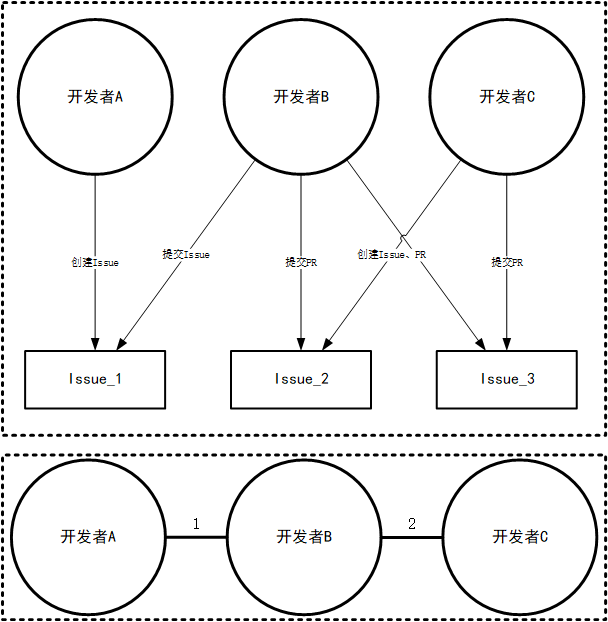 开发者A
开发者B
开发者C
创建Issue
提交Issue
提交PR
创建Issue、PR
提交PR
Issue_1
Issue_2
Issue_3
开发者A
1
开发者B
2
开发者C